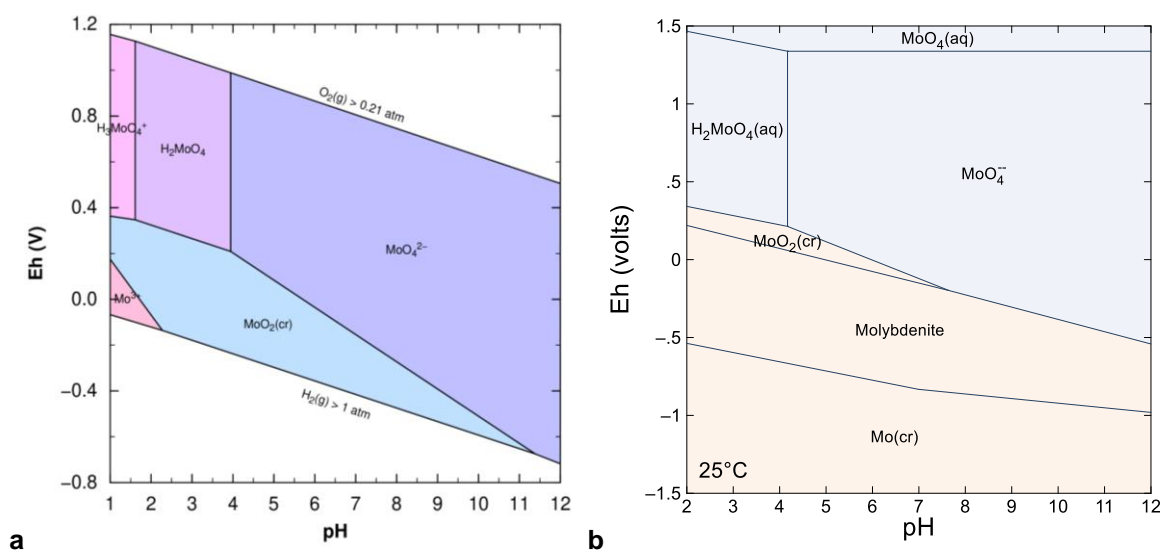 1.2
0.8
0.4
0.0
−0.4
−0.8
Eh (V)
O₂(g) > 0.21 atm
H₃MoO₄⁺
H₂MoO₄
MoO₄²⁻
Mo³⁺
MoO₂(cr)
H₂(g) > 1 atm
1 2 3 4 5 6 7 8 9 10 11 12
pH
a
1.5
1
.5
0
−.5
−1
−1.5
Eh (volts)
MoO₄(aq)
H₂MoO₄(aq)
MoO₄⁻⁻
MoO₂(cr)
Molybdenite
Mo(cr)
25°C
2 3 4 5 6 7 8 9 10 11 12
pH
b